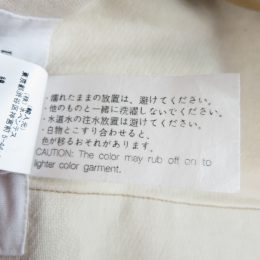 ・濡れたままの放置は、避けてください。
・他のものと一緒に洗濯しないでください。
・水道水の注水放置は、避けてください。
・白物とこすり合わせると、
色が移るおそれがあります。
CAUTION: The color may rub off on to
lighter color garment.